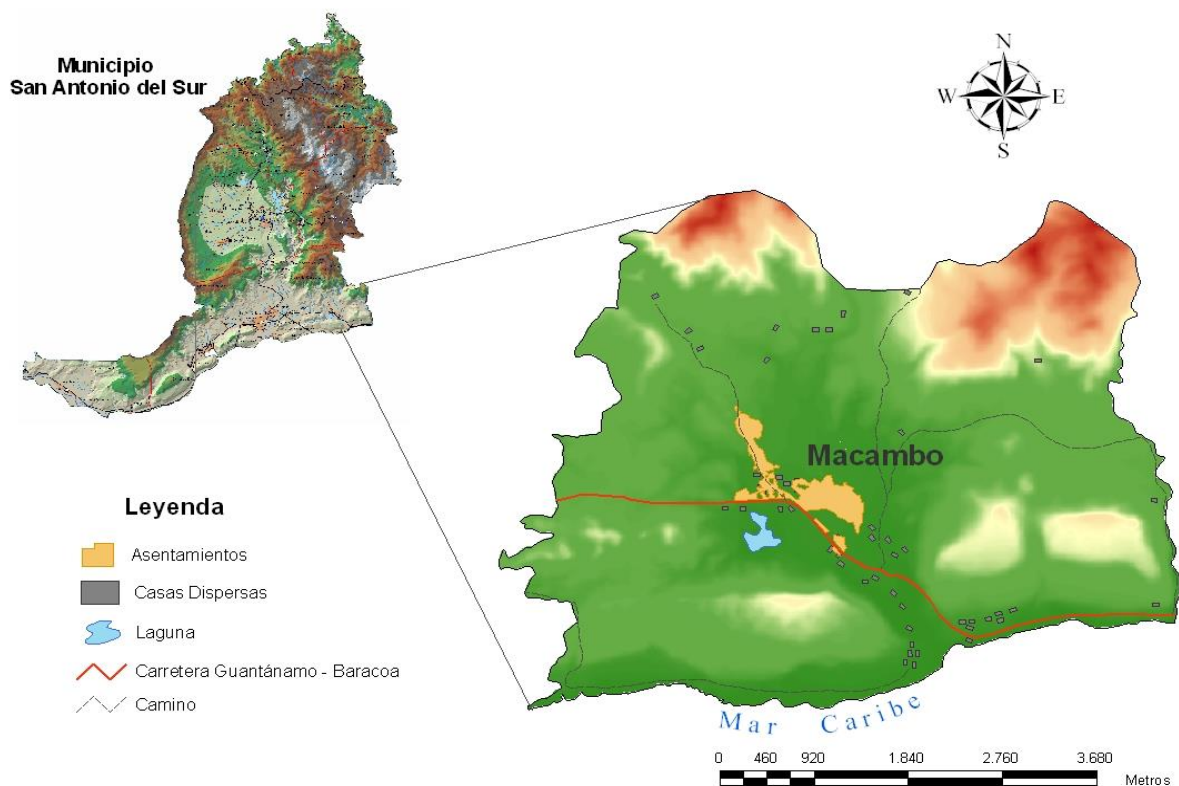 Municipio
San Antonio del Sur
N
W
E
S
Macambo
Leyenda
Asentamientos
Casas Dispersas
Laguna
Carretera Guantánamo - Baracoa
Camino
Mar Caribe
0 460 920 1.840 2.760 3.680
Metros